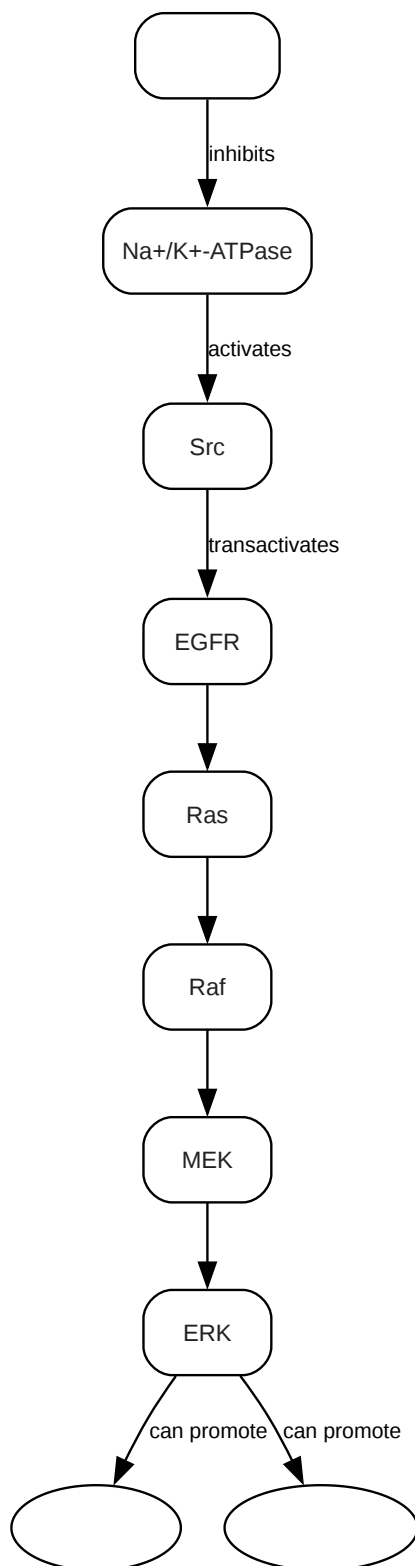 inhibits
Na+/K+-ATPase
activates
Src
transactivates
EGFR
Ras
Raf
MEK
ERK
can promote can promote